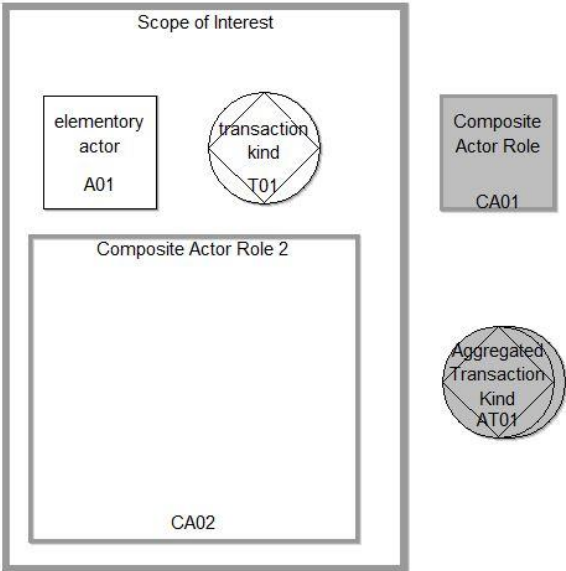 Scope of Interest
elementary
actor
A01
transaction
kind
T01
Composite
Actor Role
CA01
Composite Actor Role 2
CA02
Aggregated
Transaction
Kind
AT01